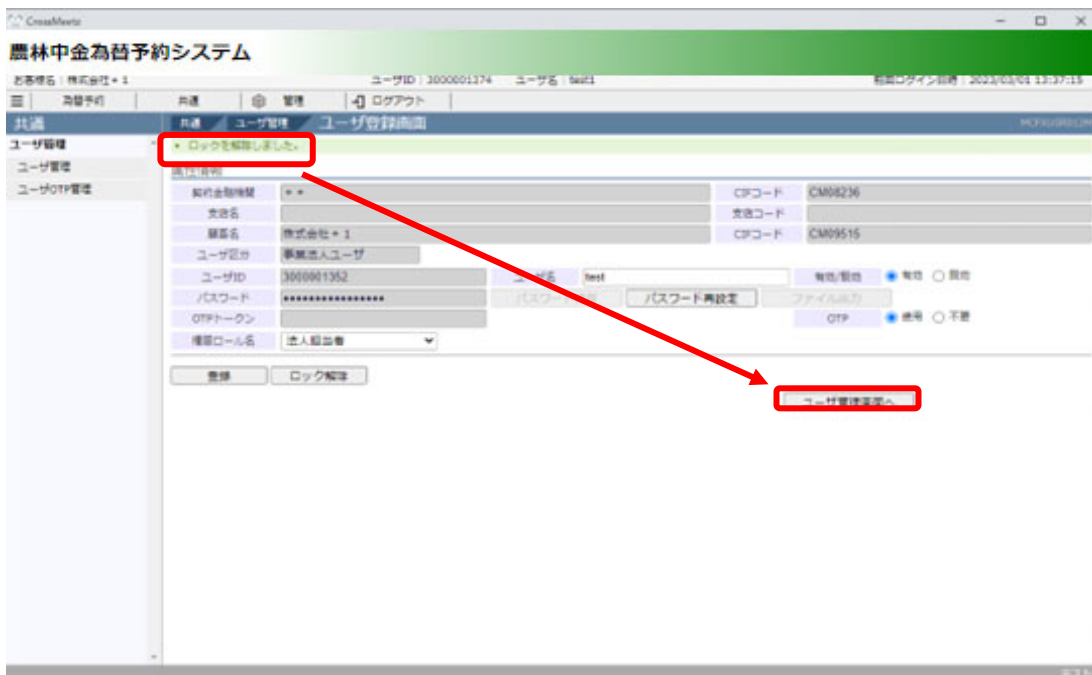 CrossMeetz
農林中金為替予約システム
お客様名 株式会社+1 ユーザID 3000001374 ユーザ名 test1 前回ログイン日時 2023/03/01 13:37:15
為替予約 共通 管理 ログアウト
共通 共通 ユーザ管理 ユーザ登録画面
ユーザ管理 • ロックを解除しました。
ユーザ管理
ユーザOTP管理
契約金融機関 CIFコード CM08236
支店名 支店コード
顧客名 株式会社+1 CIFコード CM09515
ユーザ区分 事業法人ユーザ
ユーザID 3000001352 ユーザ名 test 有効/無効 有効 無効
パスワード •••••••••••••••• パスワード再設定 ファイル出力
OTPトークン OTP 使用 不要
権限ロール名 法人担当者
登録 ロック解除
ユーザ管理画面へ